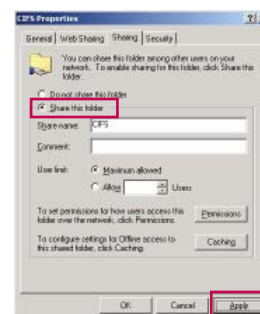 CIFS Properties
General Web Sharing Sharing Security
You can share this folder among other users on your
network. To enable sharing for this folder, click Share this
folder.
Do not share this folder
Share this folder
Share name: CIFS
Comment:
User limit: Maximum allowed
Allow Users
To set permissions for how users access this
folder over the network, click Permissions.
Permissions
To configure settings for Offline access to
this shared folder, click Caching.
Caching
OK Cancel Apply